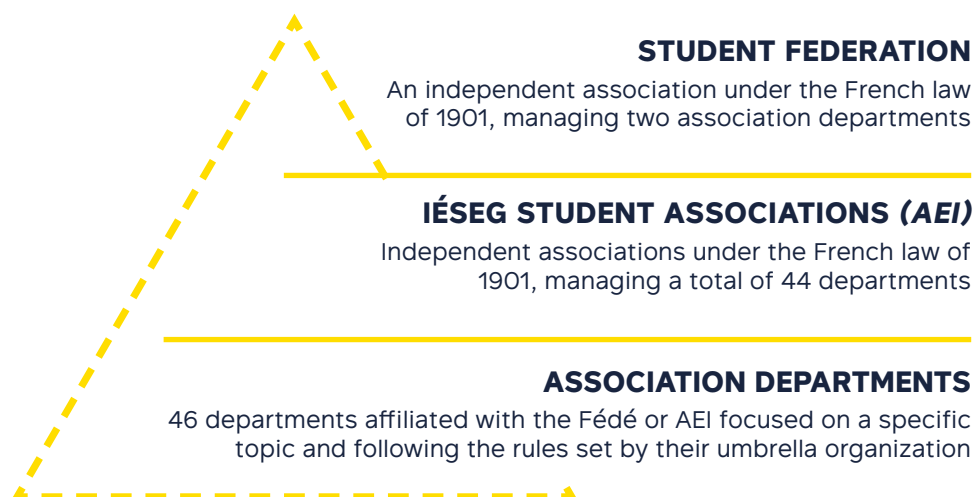 STUDENT FEDERATION
An independent association under the French law
of 1901, managing two association departments
IÉSEG STUDENT ASSOCIATIONS (AEI)
Independent associations under the French law of
1901, managing a total of 44 departments
ASSOCIATION DEPARTMENTS
46 departments affiliated with the Fédé or AEI focused on a specific
topic and following the rules set by their umbrella organization